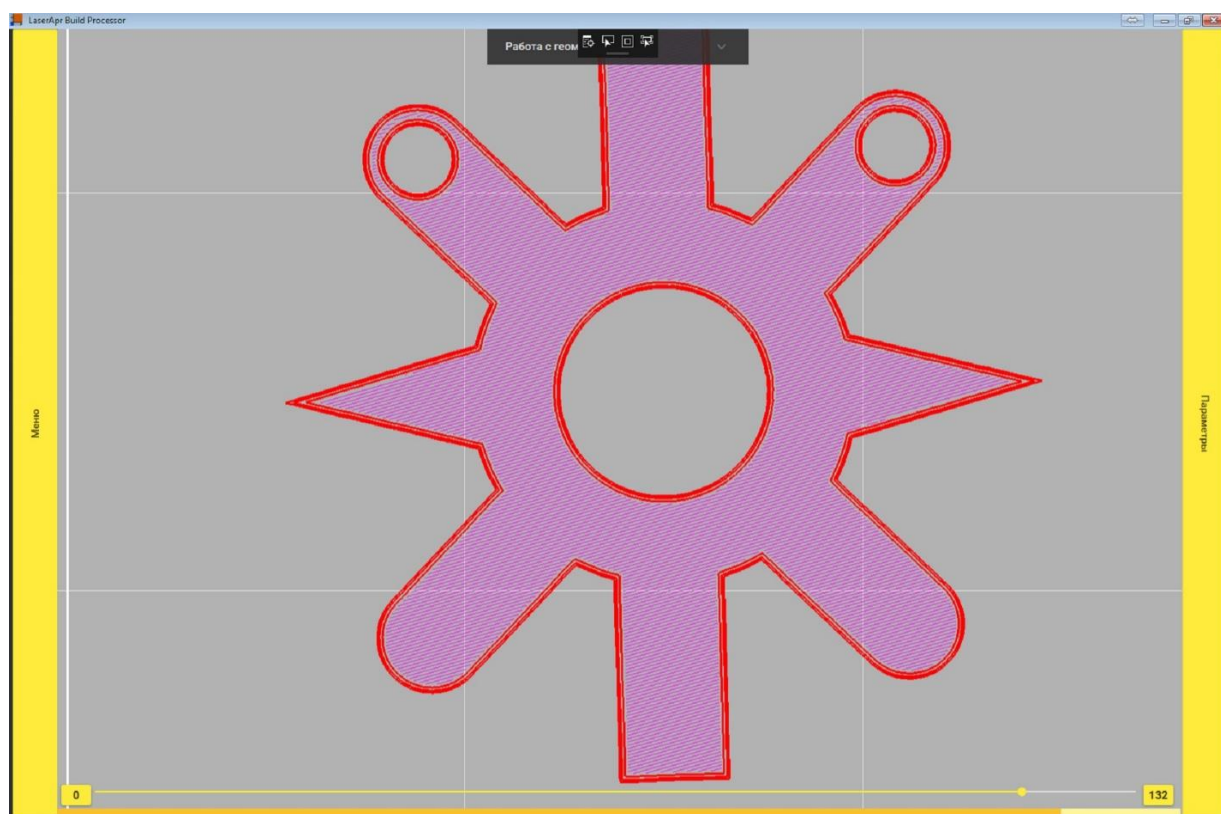 LaserApr Build Processor
Работа с геом
Меню
Параметры
0
132